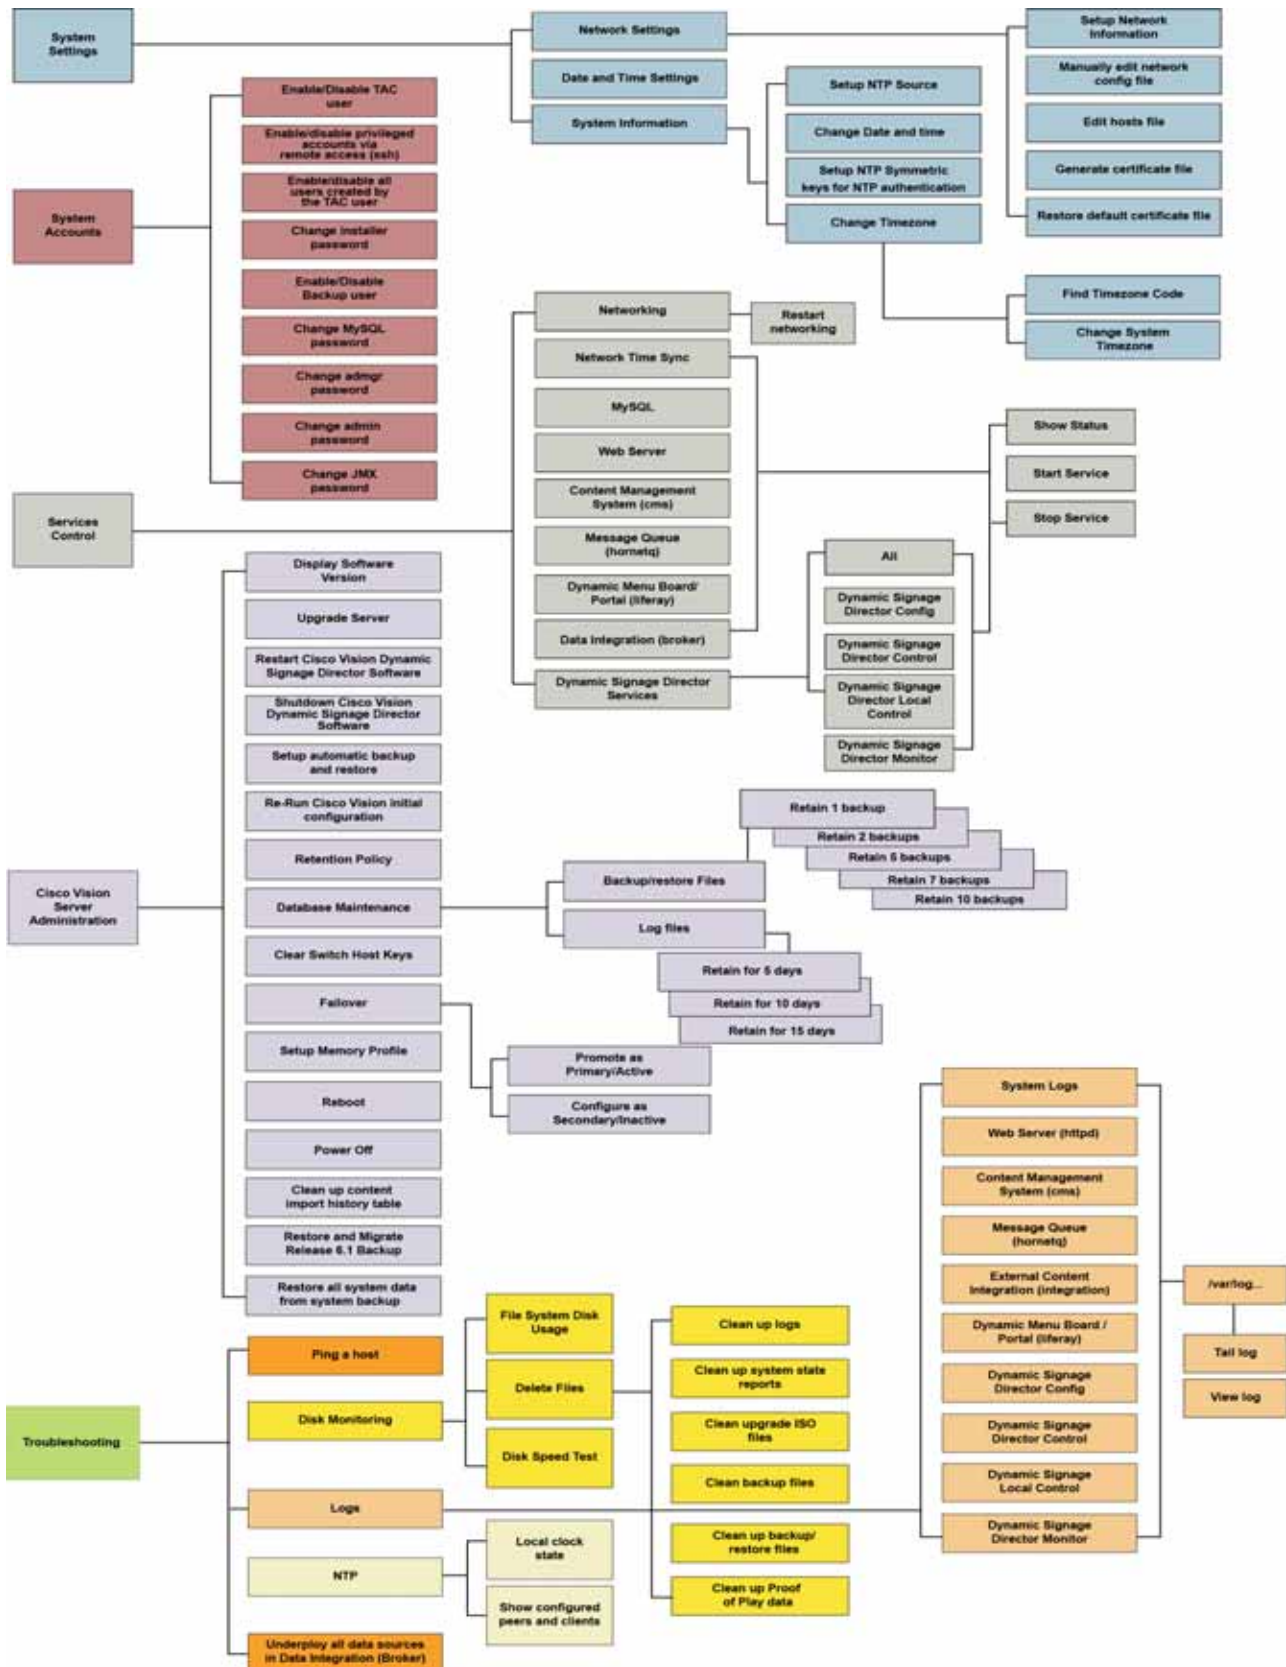 System
Settings
Network Settings
Date and Time Settings
System Information
Setup Network
Information
Manually edit network
config file
Edit hosts file
Generate certificate file
Restore default certificate file
Setup NTP Source
Change Date and time
Setup NTP Symmetric
keys for NTP authentication
Change Timezone
Find Timezone Code
Change System
Timezone
System
Accounts
Enable/Disable TAC
user
Enable/disable privileged
accounts via
remote access (ssh)
Enable/disable all
users created by
the TAC user
Change installer
password
Enable/Disable
Backup user
Change MySQL
password
Change admgr
password
Change admin
password
Change JMX
password
Services
Control
Networking
Restart
networking
Network Time Sync
MySQL
Web Server
Content Management
System (cms)
Message Queue
(hornetq)
Dynamic Menu Board/
Portal (liferay)
Data Integration (broker)
Dynamic Signage Director
Services
Show Status
Start Service
Stop Service
All
Dynamic Signage
Director Config
Dynamic Signage
Director Control
Dynamic Signage
Director Local
Control
Dynamic Signage
Director Monitor
Cisco Vision
Server
Administration
Display Software
Version
Upgrade Server
Restart Cisco Vision Dynamic
Signage Director Software
Shutdown Cisco Vision
Dynamic Signage Director
Software
Setup automatic backup
and restore
Re-Run Cisco Vision initial
configuration
Retention Policy
Database Maintenance
Clear Switch Host Keys
Failover
Setup Memory Profile
Reboot
Power Off
Clean up content
import history table
Restore and Migrate
Release 6.1 Backup
Restore all system data
from system backup
Backup/restore Files
Log files
Retain 1 backup
Retain 2 backups
Retain 5 backups
Retain 7 backups
Retain 10 backups
Retain for 5 days
Retain for 10 days
Retain for 15 days
Promote as
Primary/Active
Configure as
Secondary/Inactive
Troubleshooting
Ping a host
Disk Monitoring
Logs
NTP
Underploy all data sources
in Data Integration (Broker)
File System Disk
Usage
Delete Files
Disk Speed Test
Local clock
state
Show configured
peers and clients
Clean up logs
Clean up system state
reports
Clean upgrade ISO
files
Clean backup files
Clean up backup/
restore files
Clean up Proof
of Play data
System Logs
Web Server (httpd)
Content Management
System (cms)
Message Queue
(hornetq)
External Content
Integration (integration)
Dynamic Menu Board /
Portal (liferay)
Dynamic Signage
Director Config
Dynamic Signage
Director Control
Dynamic Signage
Local Control
Dynamic Signage
Director Monitor
/var/log...
Tail log
View log